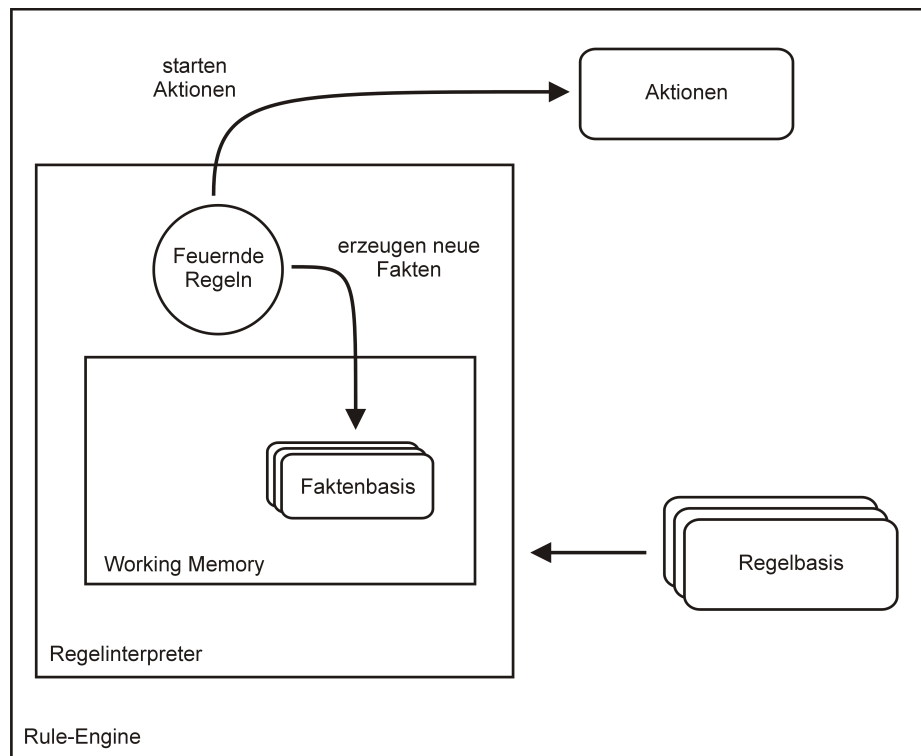 starten
Aktionen
Aktionen
Feuernde
Regeln
erzeugen neue
Fakten
Faktenbasis
Working Memory
Regelbasis
Regelinterpreter
Rule-Engine